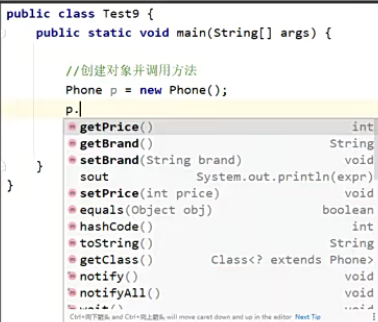 public class Test9 {
public static void main(String[] args) {
//创建对象并调用方法
Phone p = new Phone();
p.
getPrice() int
getBrand() String
setBrand(String brand) void
sout System.out.println(expr)
setPrice(int price) void
equals(Object obj) boolean
hashCode() int
toString() String
getClass() Class<? extends Phone>
notify() void
notifyAll() void
wait() void
Ctrl+向下箭头 and Ctrl+向上箭头 will move caret down and up in the editor Next Tip
}
}